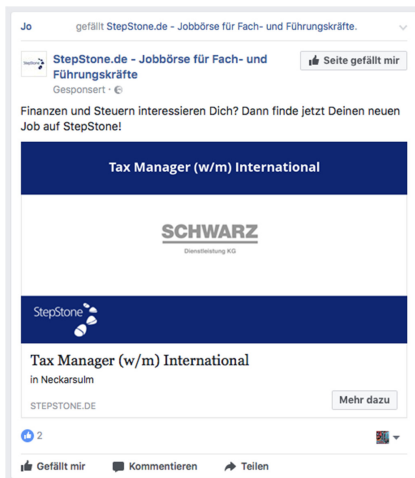 Jo gefällt StepStone.de - Jobbörse für Fach- und Führungskräfte.
StepStone
StepStone.de - Jobbörse für Fach- und
Führungskräfte
Seite gefällt mir
Gesponsert ·
Finanzen und Steuern interessieren Dich? Dann finde jetzt Deinen neuen
Job auf StepStone!
Tax Manager (w/m) International
SCHWARZ
Dienstleistung KG
StepStone
Tax Manager (w/m) International
in Neckarsulm
STEPSTONE.DE
Mehr dazu
2
Gefällt mir Kommentieren Teilen